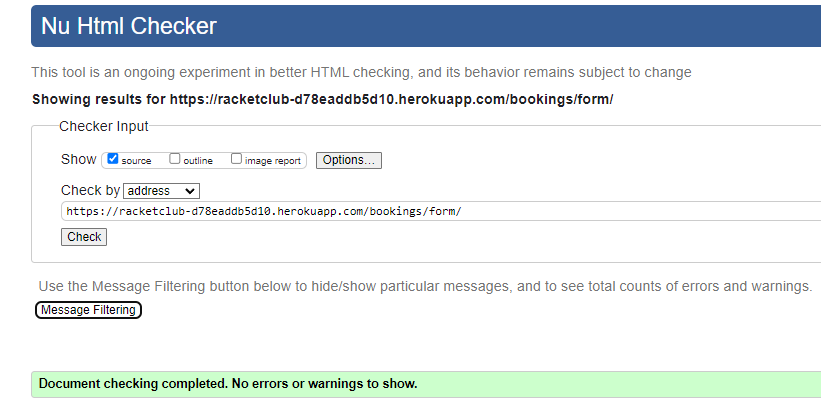 Nu Html Checker
This tool is an ongoing experiment in better HTML checking, and its behavior remains subject to change
Showing results for https://racketclub-d78eaddb5d10.herokuapp.com/bookings/form/
Checker Input
Show source outline image report Options...
Check by address
https://racketclub-d78eaddb5d10.herokuapp.com/bookings/form/
Check
Use the Message Filtering button below to hide/show particular messages, and to see total counts of errors and warnings.
Message Filtering
Document checking completed. No errors or warnings to show.